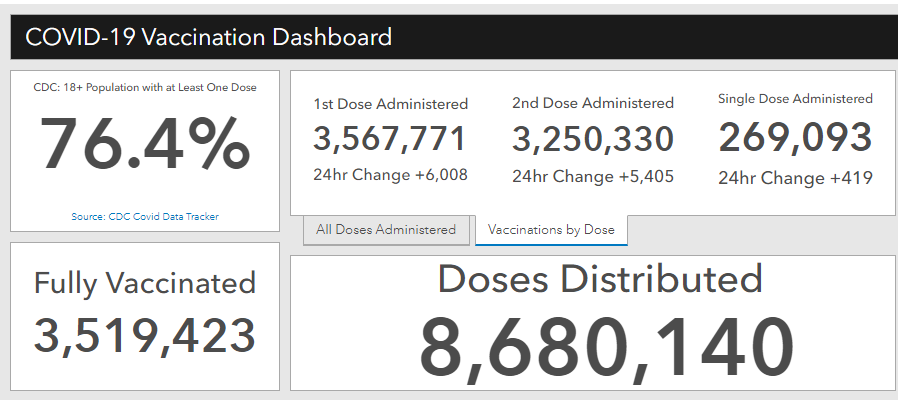 COVID-19 Vaccination Dashboard
CDC: 18+ Population with at Least One Dose
76.4%
Source: CDC Covid Data Tracker
1st Dose Administered
3,567,771
24hr Change +6,008
2nd Dose Administered
3,250,330
24hr Change +5,405
Single Dose Administered
269,093
24hr Change +419
All Doses Administered
Vaccinations by Dose
Fully Vaccinated
3,519,423
Doses Distributed
8,680,140